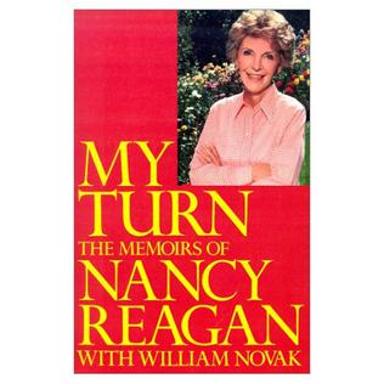 MY
TURN
THE MEMOIRS OF
NANCY
REAGAN
WITH WILLIAM NOVAK